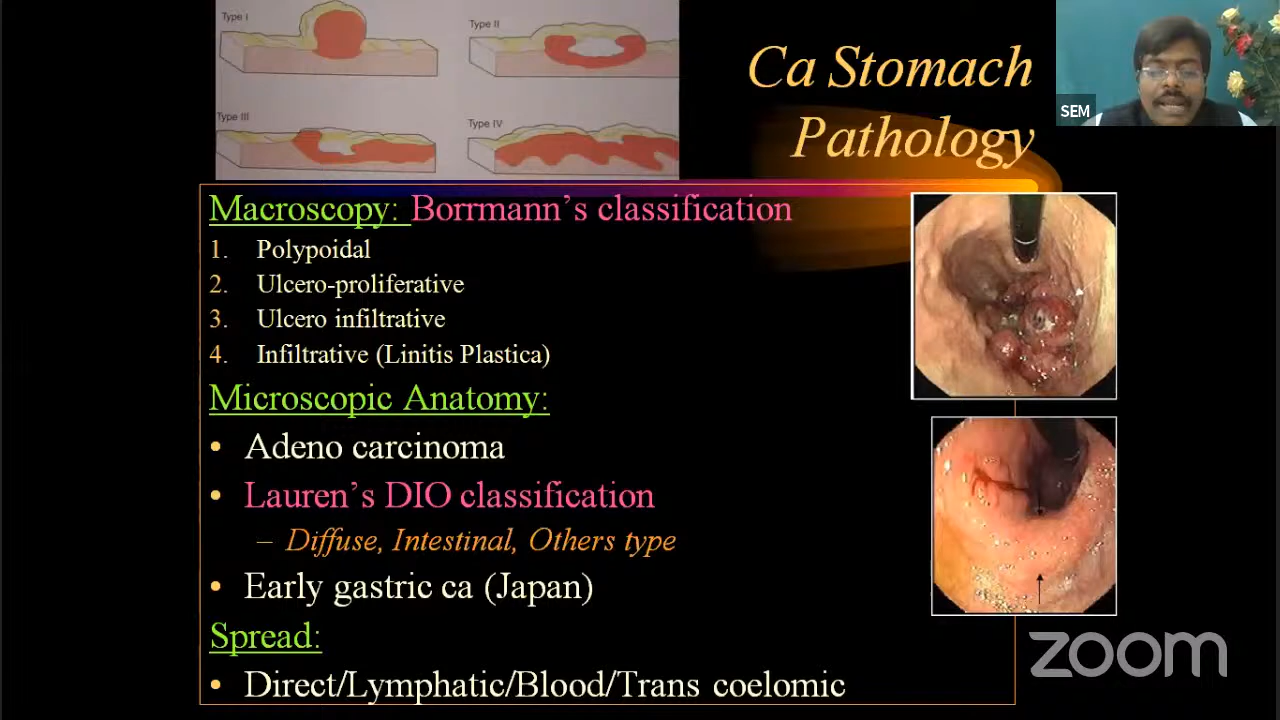 Type I
Type II
Type III
Type IV
Ca Stomach
Pathology
SEM
Macroscopy: Borrmann's classification
1. Polypoidal
2. Ulcero-proliferative
3. Ulcero infiltrative
4. Infiltrative (Linitis Plastica)
Microscopic Anatomy:
• Adeno carcinoma
• Lauren's DIO classification
– Diffuse, Intestinal, Others type
• Early gastric ca (Japan)
Spread:
• Direct/Lymphatic/Blood/Trans coelomic
zoom